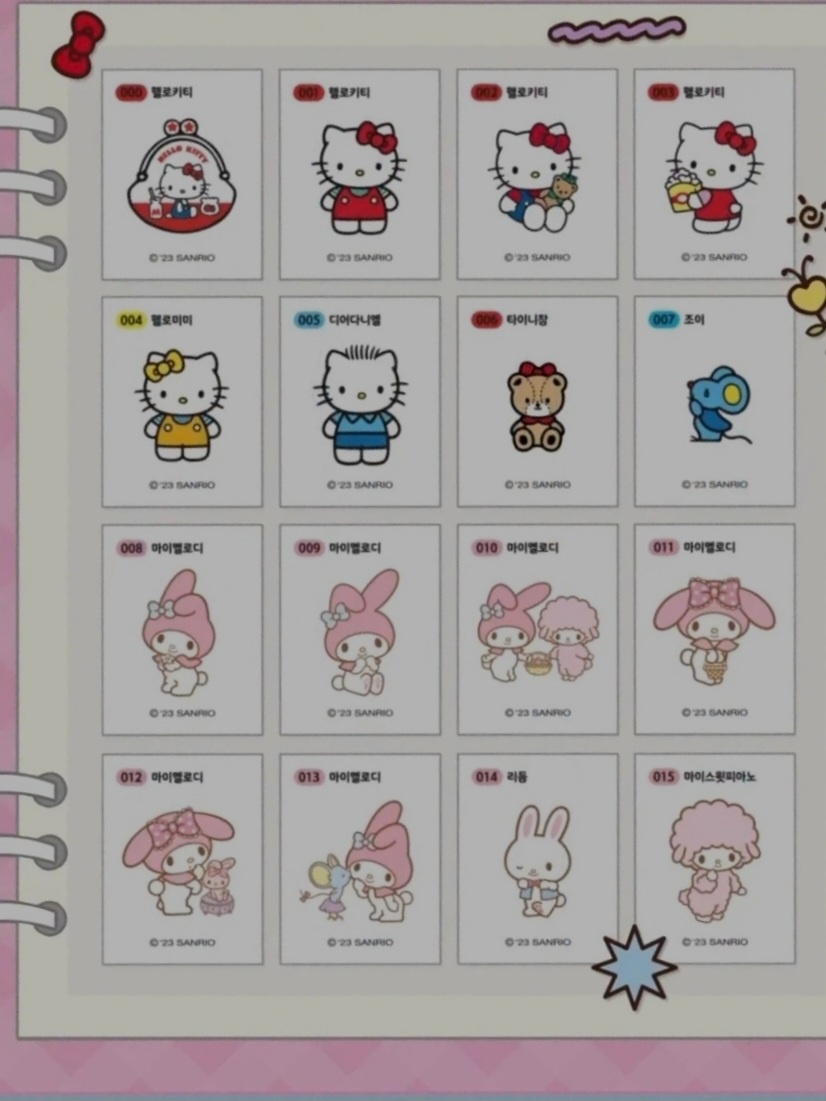 000 헬로키티
HELLO KITTY
©'23 SANRIO
001 헬로키티
©'23 SANRIO
002 헬로키티
©'23 SANRIO
003 헬로키티
©'23 SANRIO
004 헬로미미
©'23 SANRIO
005 디어다니엘
©'23 SANRIO
006 타이니참
©'23 SANRIO
007 조이
©'23 SANRIO
008 마이멜로디
©'23 SANRIO
009 마이멜로디
©'23 SANRIO
010 마이멜로디
©'23 SANRIO
011 마이멜로디
©'23 SANRIO
012 마이멜로디
©'23 SANRIO
013 마이멜로디
©'23 SANRIO
014 리듬
©'23 SANRIO
015 마이스윗피아노
©'23 SANRIO